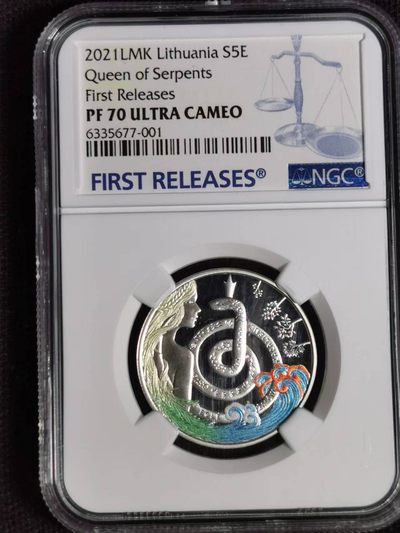 2021LMK Lithuania S5E
Queen of Serpents
First Releases
PF 70 ULTRA CAMEO
6335677-001
FIRST RELEASES®
NGC®